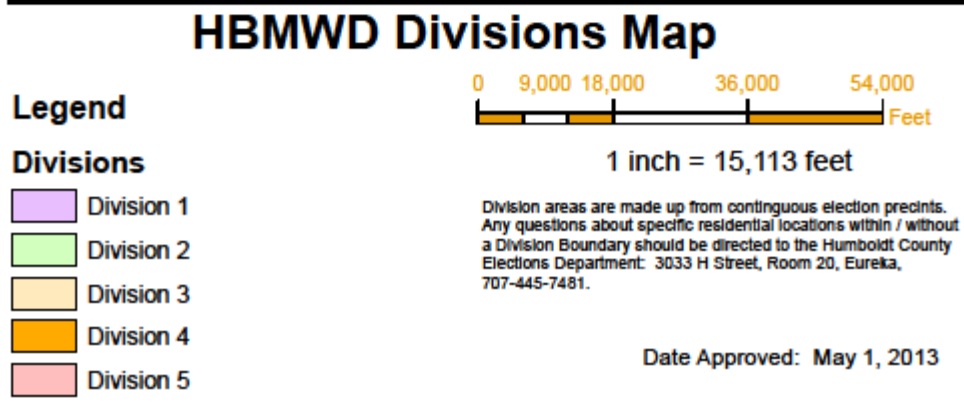 HBMWD Divisions Map
Legend
Divisions
Division 1
Division 2
Division 3
Division 4
Division 5
0 9,000 18,000 36,000 54,000
Feet
1 inch = 15,113 feet
Division areas are made up from continguous election precints.
Any questions about specific residential locations within / without
a Division Boundary should be directed to the Humboldt County
Elections Department: 3033 H Street, Room 20, Eureka,
707-445-7481.
Date Approved: May 1, 2013